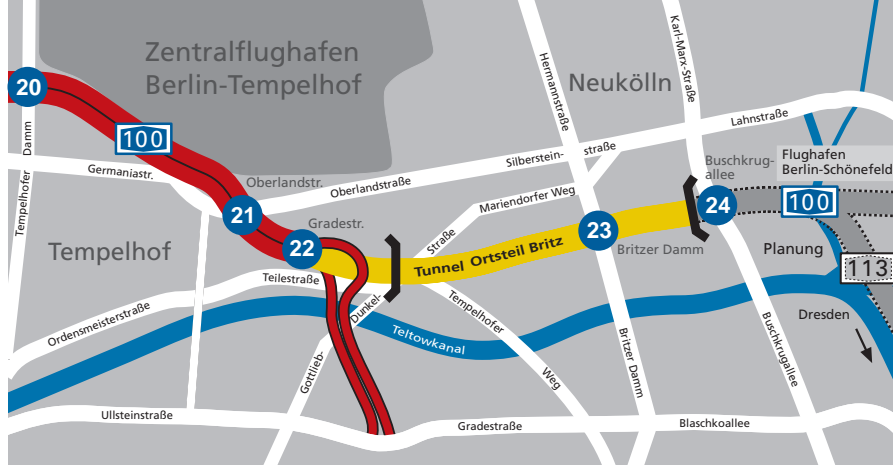 Zentralflughafen
Berlin-Tempelhof
Neukölln
Tempelhof
20
100
21
22
23
24
100
113
Tempelhofer
Damm
Germaniastr.
Oberlandstr.
Oberlandstraße
Silberstein-
straße
Lahnstraße
Hermannstraße
Karl-Marx-Straße
Buschkrug-
allee
Flughafen
Berlin-Schönefeld
Gradestr.
Mariendorfer Weg
Tunnel Ortsteil Britz
Britzer Damm
Planung
Dresden
Teilestraße
Ordensmeisterstraße
Gottlieb-
Dunkel-
Straße
Tempelhofer
Weg
Teltowkanal
Britzer Damm
Buschkrugallee
Ullsteinstraße
Gradestraße
Blaschkoallee